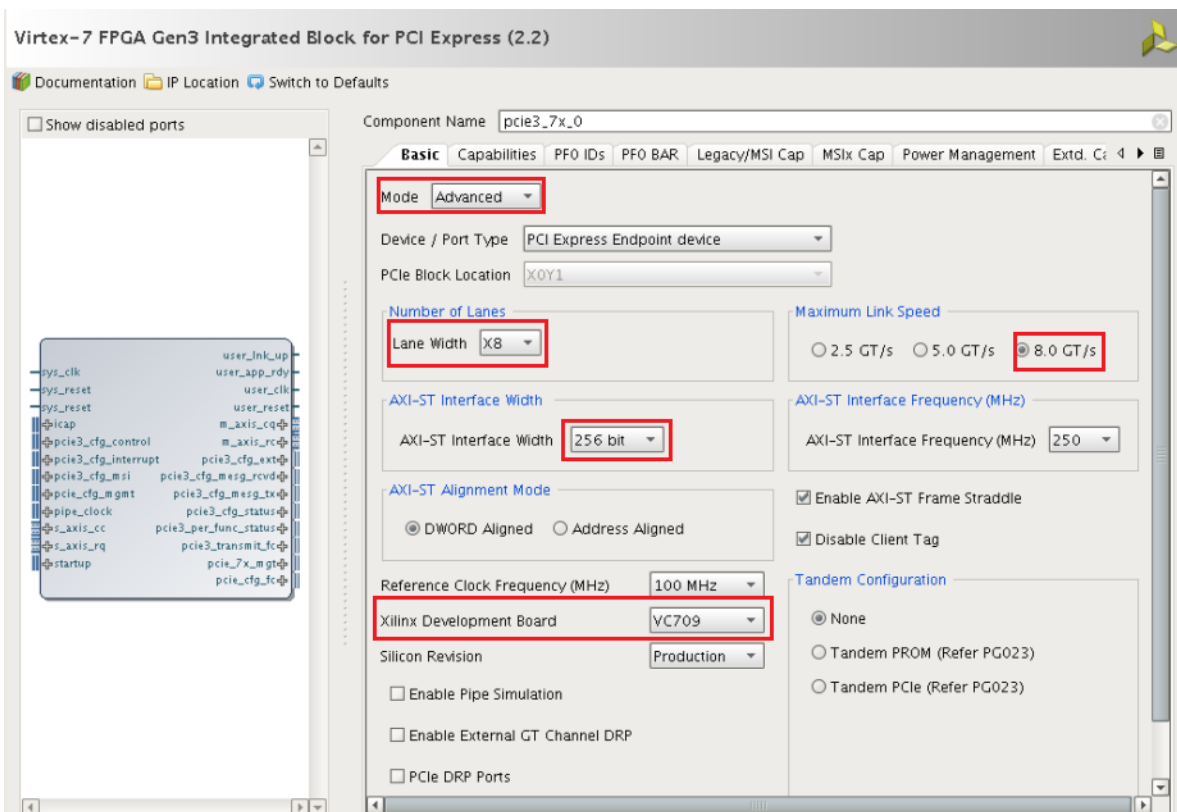 Virtex-7 FPGA Gen3 Integrated Block for PCI Express (2.2)
Documentation IP Location Switch to Defaults
Show disabled ports
user_lnk_up
sys_clk user_app_rdy
sys_reset user_clk
sys_reset user_reset
icap m_axis_cq
pcie3_cfg_control m_axis_rc
pcie3_cfg_interrupt pcie3_cfg_ext
pcie3_cfg_msi pcie3_cfg_mesg_rcvd
pcie_cfg_mgmt pcie3_cfg_mesg_tx
pipe_clock pcie3_cfg_status
s_axis_cc pcie3_per_func_status
s_axis_rq pcie3_transmit_fc
startup pcie_7x_mgt
pcie_cfg_fc
Component Name pcie3_7x_0
Basic Capabilities PF0 IDs PF0 BAR Legacy/MSI Cap MSIx Cap Power Management Extd. Ca
Mode Advanced
Device / Port Type PCI Express Endpoint device
PCIe Block Location X0Y1
Number of Lanes
Lane Width X8
Maximum Link Speed
2.5 GT/s 5.0 GT/s 8.0 GT/s
AXI-ST Interface Width
AXI-ST Interface Width 256 bit
AXI-ST Interface Frequency (MHz)
AXI-ST Interface Frequency (MHz) 250
AXI-ST Alignment Mode
DWORD Aligned Address Aligned
Enable AXI-ST Frame Straddle
Disable Client Tag
Reference Clock Frequency (MHz) 100 MHz
Xilinx Development Board VC709
Silicon Revision Production
Enable Pipe Simulation
Enable External GT Channel DRP
PCIe DRP Ports
Tandem Configuration
None
Tandem PROM (Refer PG023)
Tandem PCIe (Refer PG023)